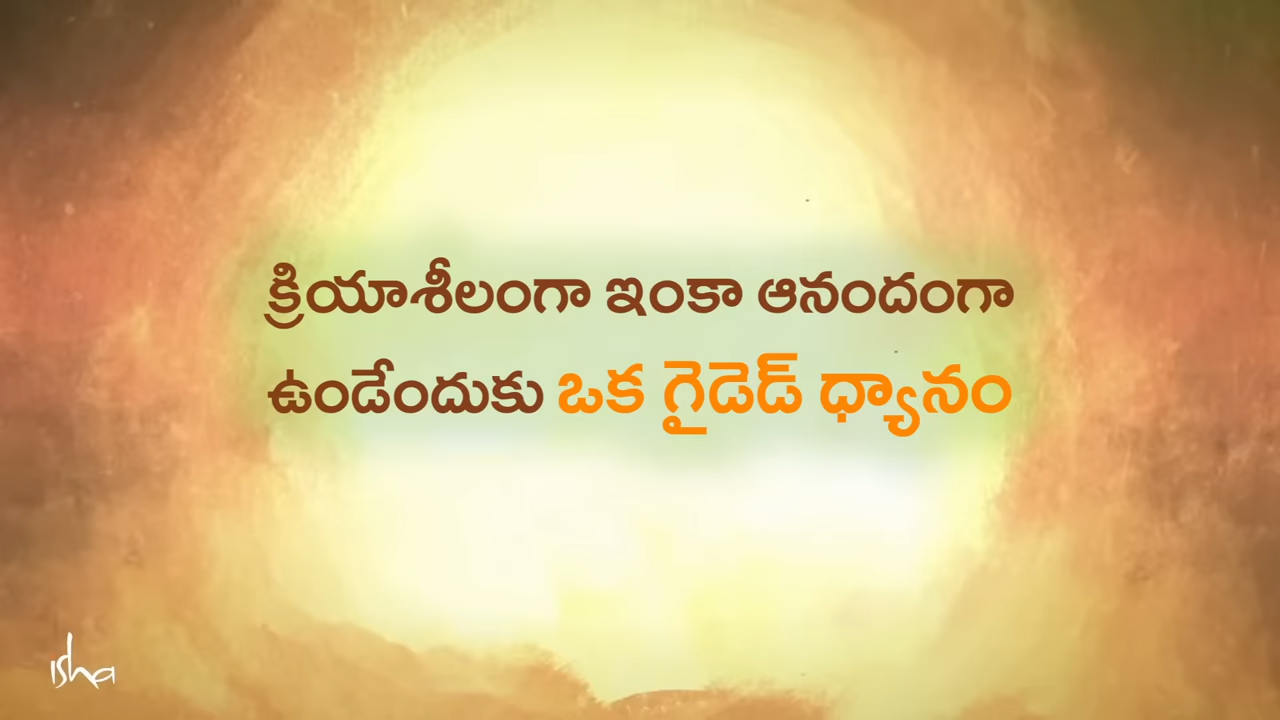 క్రియాశీలంగా ఇంకా ఆనందంగా
ఉండేందుకు ఒక గైడెడ్ ధ్యానం
isha